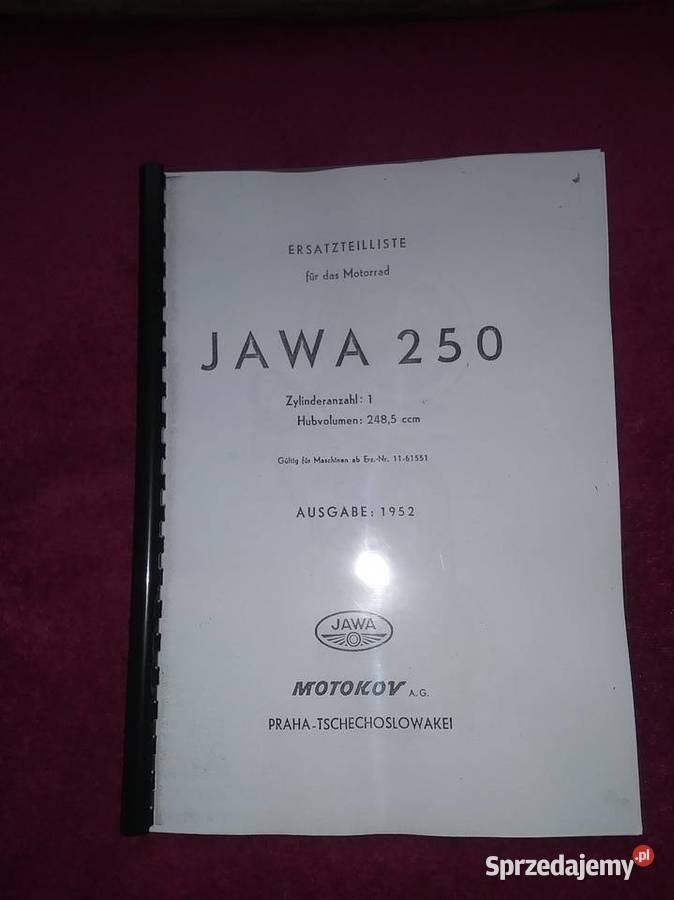 ERSATZTEILLISTE
für das Motorrad
JAWA 250
Zylinderanzahl: 1
Hubvolumen: 248,5 ccm
Gültig für Maschinen ab Erz.-Nr. 11-61551
AUSGABE: 1952
JAWA
MOTOKOV A.G.
PRAHA-TSCHECHOSLOWAKEI
Sprzedajemy.pl